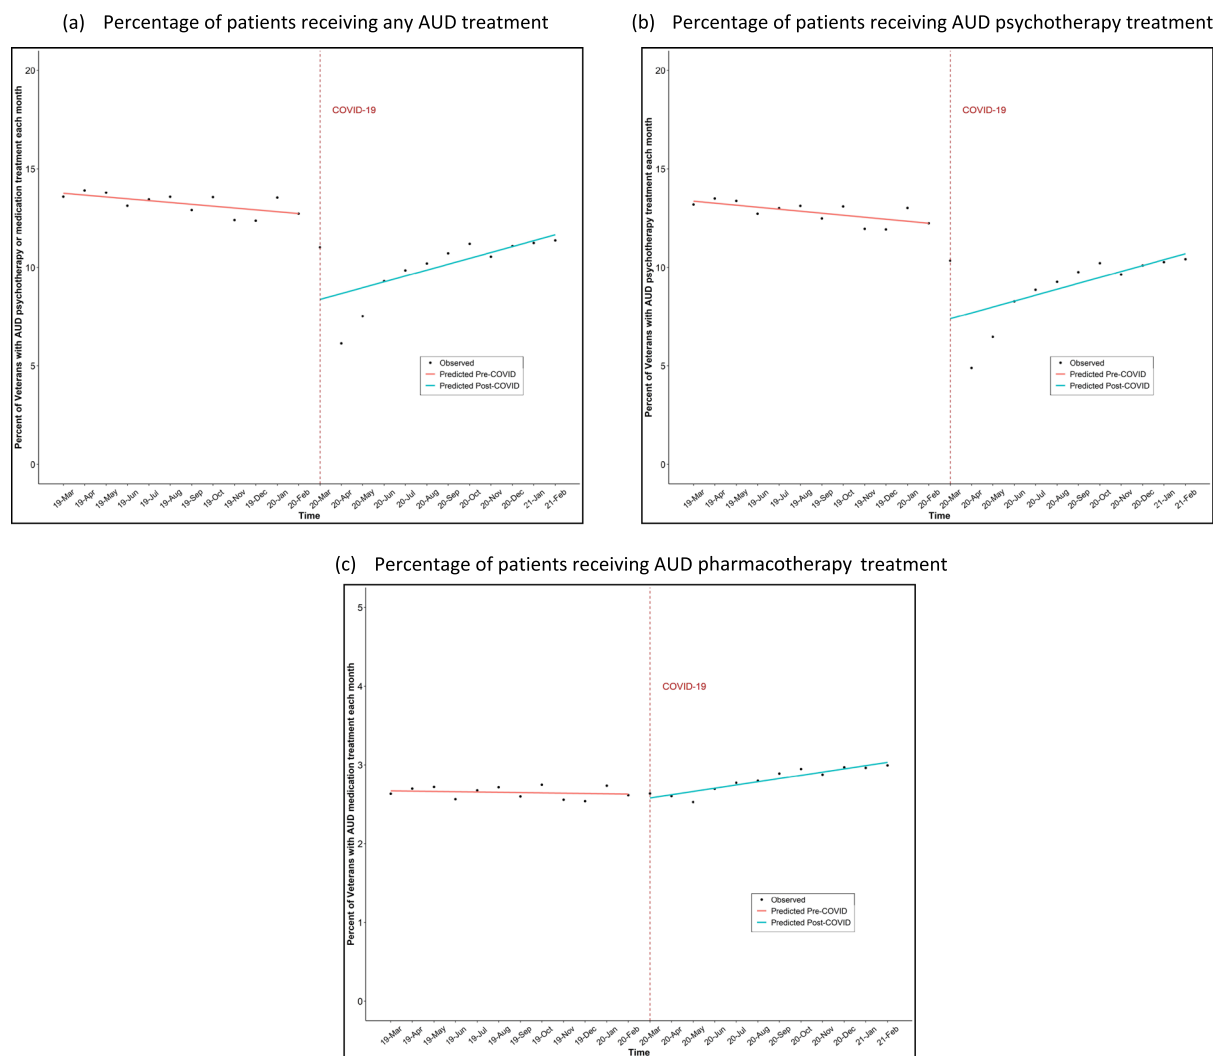 (a) Percentage of patients receiving any AUD treatment
Percent of Veterans with AUD psychotherapy or medication treatment each month
20
15
10
5
0
COVID-19
Observed
Predicted Pre-COVID
Predicted Post-COVID
19-Mar 19-Apr 19-May 19-Jun 19-Jul 19-Aug 19-Sep 19-Oct 19-Nov 19-Dec 20-Jan 20-Feb 20-Mar 20-Apr 20-May 20-Jun 20-Jul 20-Aug 20-Sep 20-Oct 20-Nov 20-Dec 21-Jan 21-Feb
Time
(b) Percentage of patients receiving AUD psychotherapy treatment
Percent of Veterans with AUD psychotherapy treatment each month
20
15
10
5
0
COVID-19
Observed
Predicted Pre-COVID
Predicted Post-COVID
19-Mar 19-Apr 19-May 19-Jun 19-Jul 19-Aug 19-Sep 19-Oct 19-Nov 19-Dec 20-Jan 20-Feb 20-Mar 20-Apr 20-May 20-Jun 20-Jul 20-Aug 20-Sep 20-Oct 20-Nov 20-Dec 21-Jan 21-Feb
Time
(c) Percentage of patients receiving AUD pharmacotherapy treatment
Percent of Veterans with AUD medication treatment each month
5
4
3
2
1
0
COVID-19
Observed
Predicted Pre-COVID
Predicted Post-COVID
19-Mar 19-Apr 19-May 19-Jun 19-Jul 19-Aug 19-Sep 19-Oct 19-Nov 19-Dec 20-Jan 20-Feb 20-Mar 20-Apr 20-May 20-Jun 20-Jul 20-Aug 20-Sep 20-Oct 20-Nov 20-Dec 21-Jan 21-Feb
Time